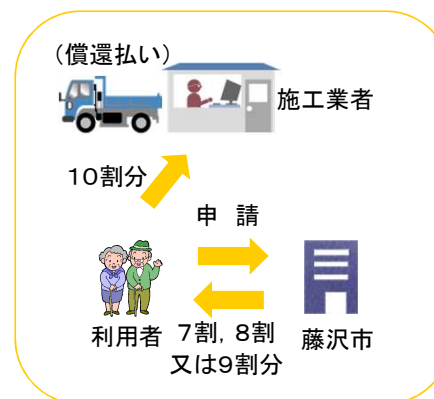 (償還払い)
施工業者
10割分
申 請
利用者
7割，8割
又は9割分
藤沢市